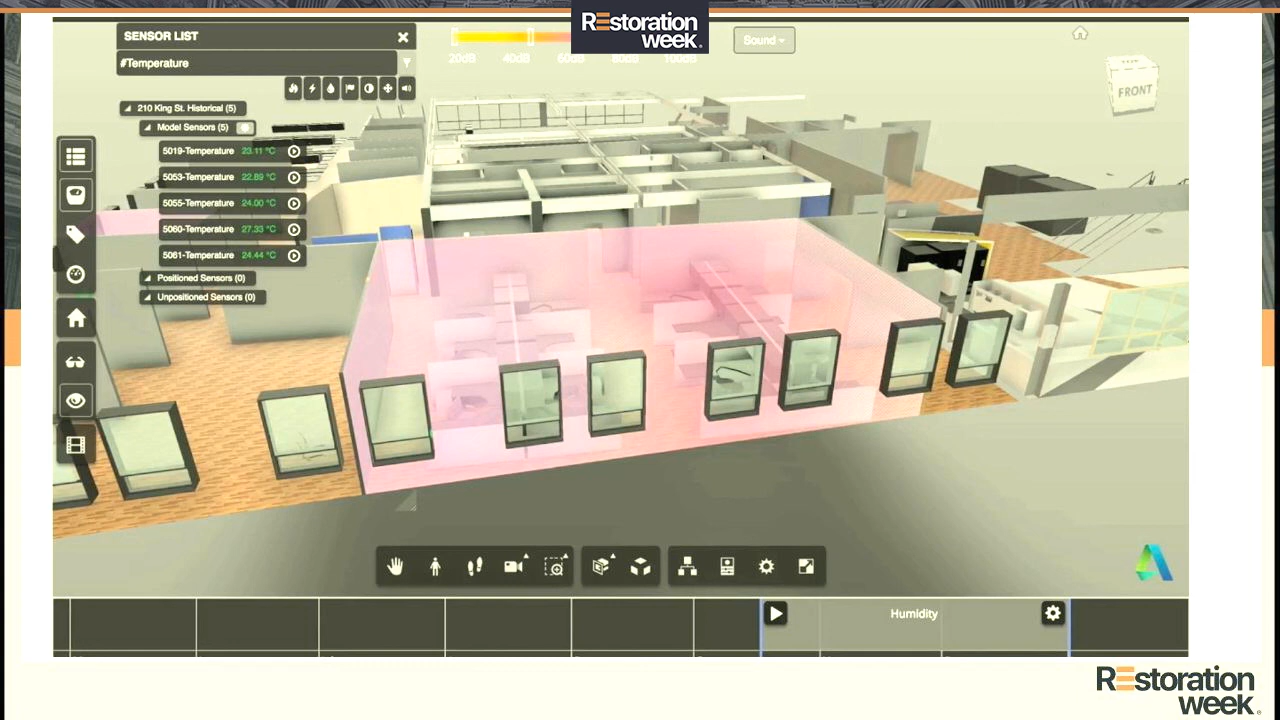 REstoration
week.
SENSOR LIST
#Temperature
20dB 40dB 60dB 80dB 100dB
Sound
FRONT
210 King St. Historical (5)
Model Sensors (5)
5019-Temperature 23.11 °C
5053-Temperature 22.89 °C
5055-Temperature 24.00 °C
5060-Temperature 27.33 °C
5061-Temperature 24.44 °C
Positioned Sensors (0)
Unpositioned Sensors (0)
Humidity
REstoration
week.